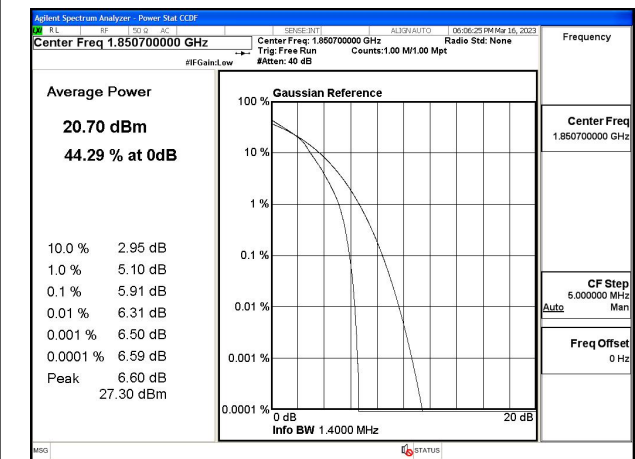 Agilent Spectrum Analyzer - Power Stat CCDF
LXI RL RF 50 Ω AC SENSE:INT ALIGN AUTO 06:06:25 PM Mar 16, 2023
Center Freq 1.850700000 GHz
Center Freq: 1.850700000 GHz Radio Std: None
Trig: Free Run Counts:1.00 M/1.00 Mpt
#IFGain:Low #Atten: 40 dB
Frequency
Average Power
20.70 dBm
44.29 % at 0dB
10.0 % 2.95 dB
1.0 % 5.10 dB
0.1 % 5.91 dB
0.01 % 6.31 dB
0.001 % 6.50 dB
0.0001 % 6.59 dB
Peak 6.60 dB
27.30 dBm
Gaussian Reference
100 %
10 %
1 %
0.1 %
0.01 %
0.001 %
0.0001 %
0 dB 20 dB
Info BW 1.4000 MHz
Center Freq
1.850700000 GHz
CF Step
5.000000 MHz
Auto Man
Freq Offset
0 Hz
MSG STATUS